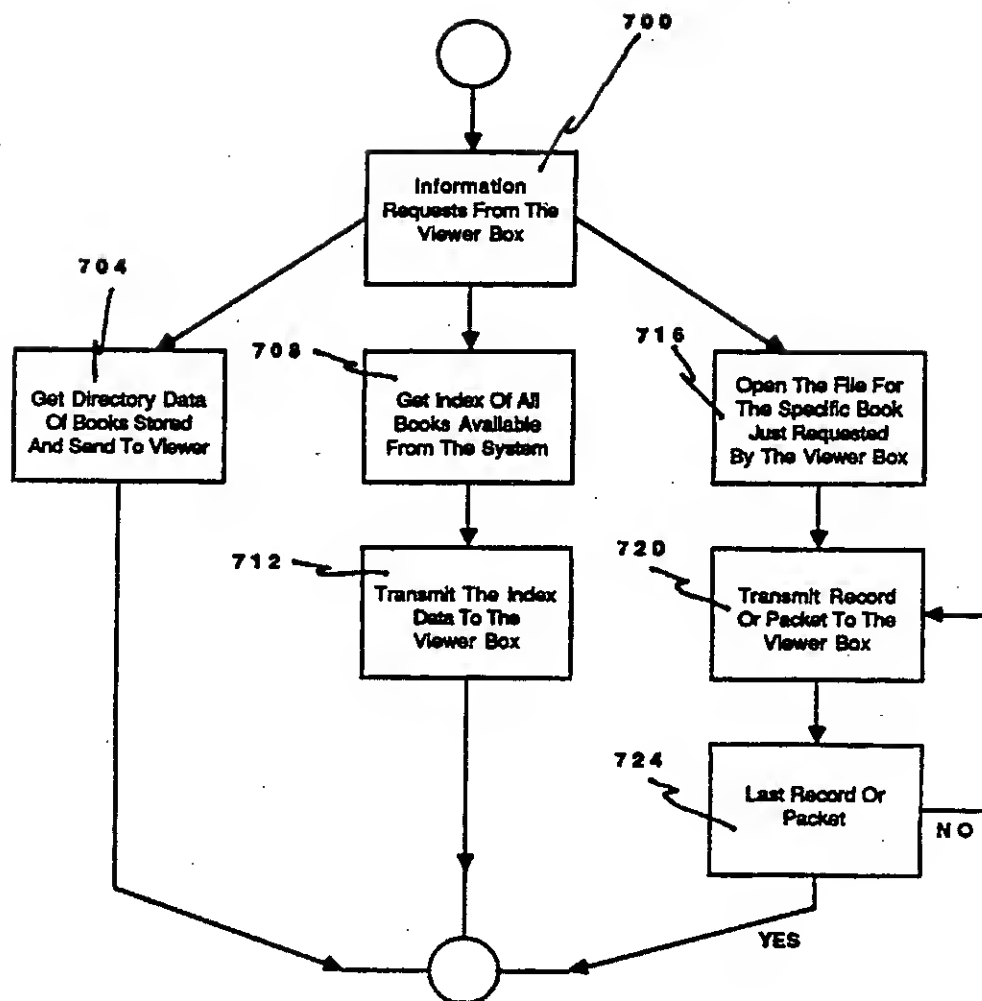 700
Information
Requests From The
Viewer Box
704
Get Directory Data
Of Books Stored
And Send To Viewer
708
Get Index Of All
Books Available
From The System
716
Open The File For
The Specific Book
Just Requested
By The Viewer Box
712
Transmit The Index
Data To The
Viewer Box
720
Transmit Record
Or Packet To The
Viewer Box
724
Last Record Or
Packet
NO
YES